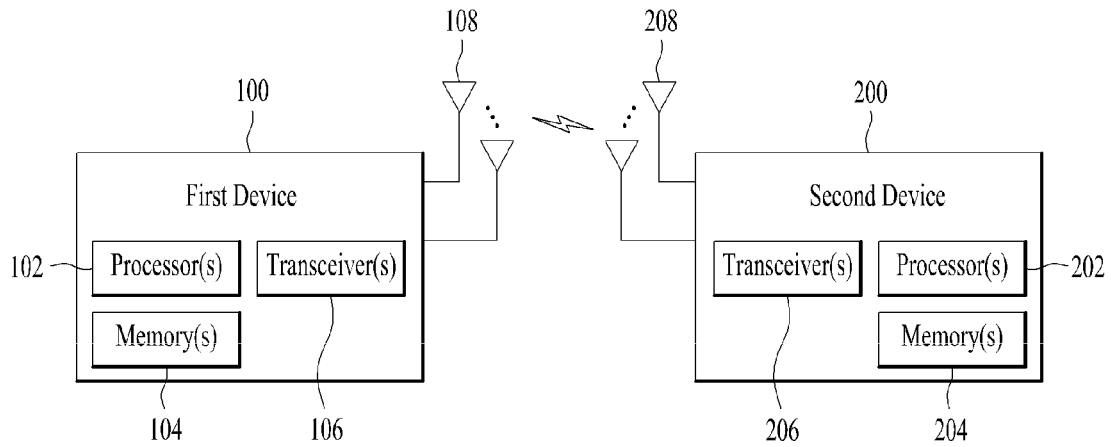 108
208
100
200
First Device
Second Device
102
Processor(s)
Transceiver(s)
Transceiver(s)
Processor(s)
202
Memory(s)
Memory(s)
104
106
206
204